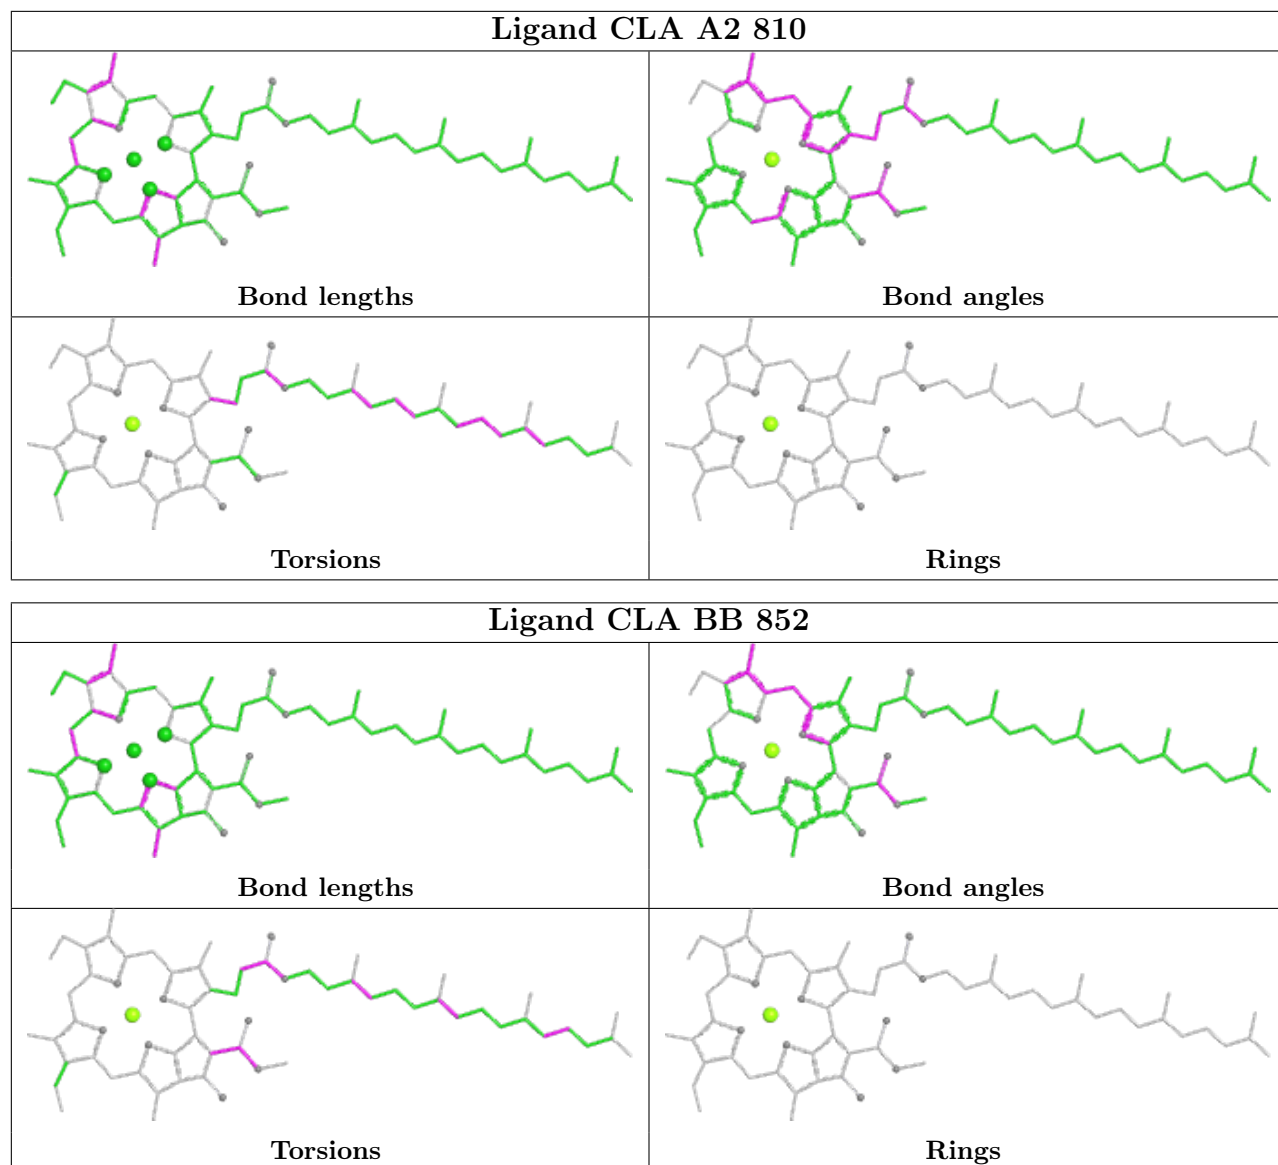 Ligand CLA A2 810
Bond lengths
Bond angles
Torsions
Rings
Ligand CLA BB 852
Bond lengths
Bond angles
Torsions
Rings